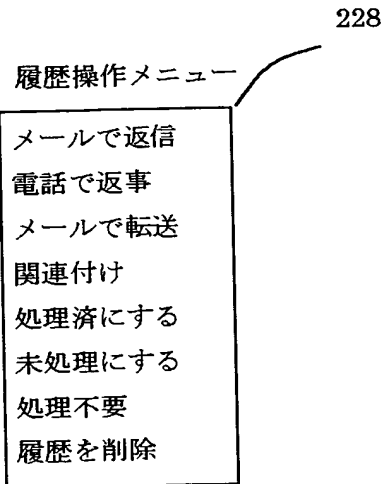 228
履歴操作メニュー
メールで返信
電話で返事
メールで転送
関連付け
処理済にする
未処理にする
処理不要
履歴を削除